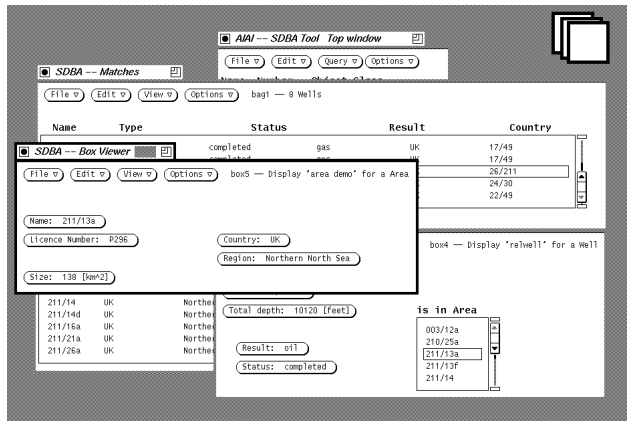 AIAI -- SDBA Tool Top window
File Edit Query Options
SDBA -- Matches
File Edit View Options bag1 — 8 Wells
Name Type Status Result Country
completed gas UK 17/49
UK 17/49
26/211
24/30
22/49
SDBA -- Box Viewer
File Edit View Options box5 — Display 'area demo' for a Area
Name: 211/13a
Licence Number: P296
Country: UK
Region: Northern North Sea
Size: 138 [km^2]
box4 — Display 'relwell' for a Well
211/14 UK Norther
211/14d UK Norther
211/16a UK
211/21a UK Norther
211/26a UK Norther
Total depth: 10120 [feet]
Result: oil
Status: completed
is in Area
003/12a
210/25a
211/13a
211/13f
211/14